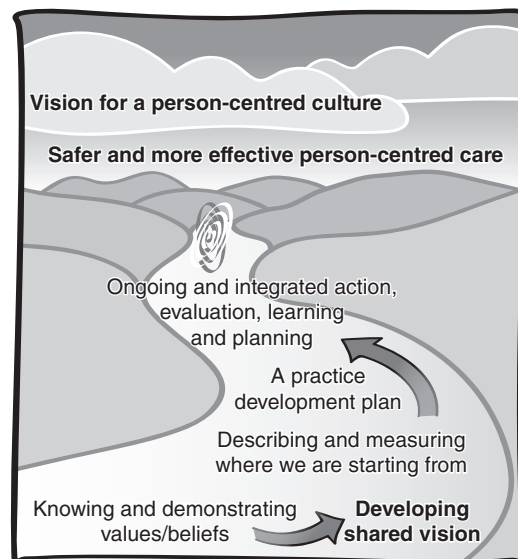 Vision for a person-centred culture
Safer and more effective person-centred care
Ongoing and integrated action,
evaluation, learning
and planning
A practice
development plan
Describing and measuring
where we are starting from
Knowing and demonstrating
values/beliefs
Developing
shared vision